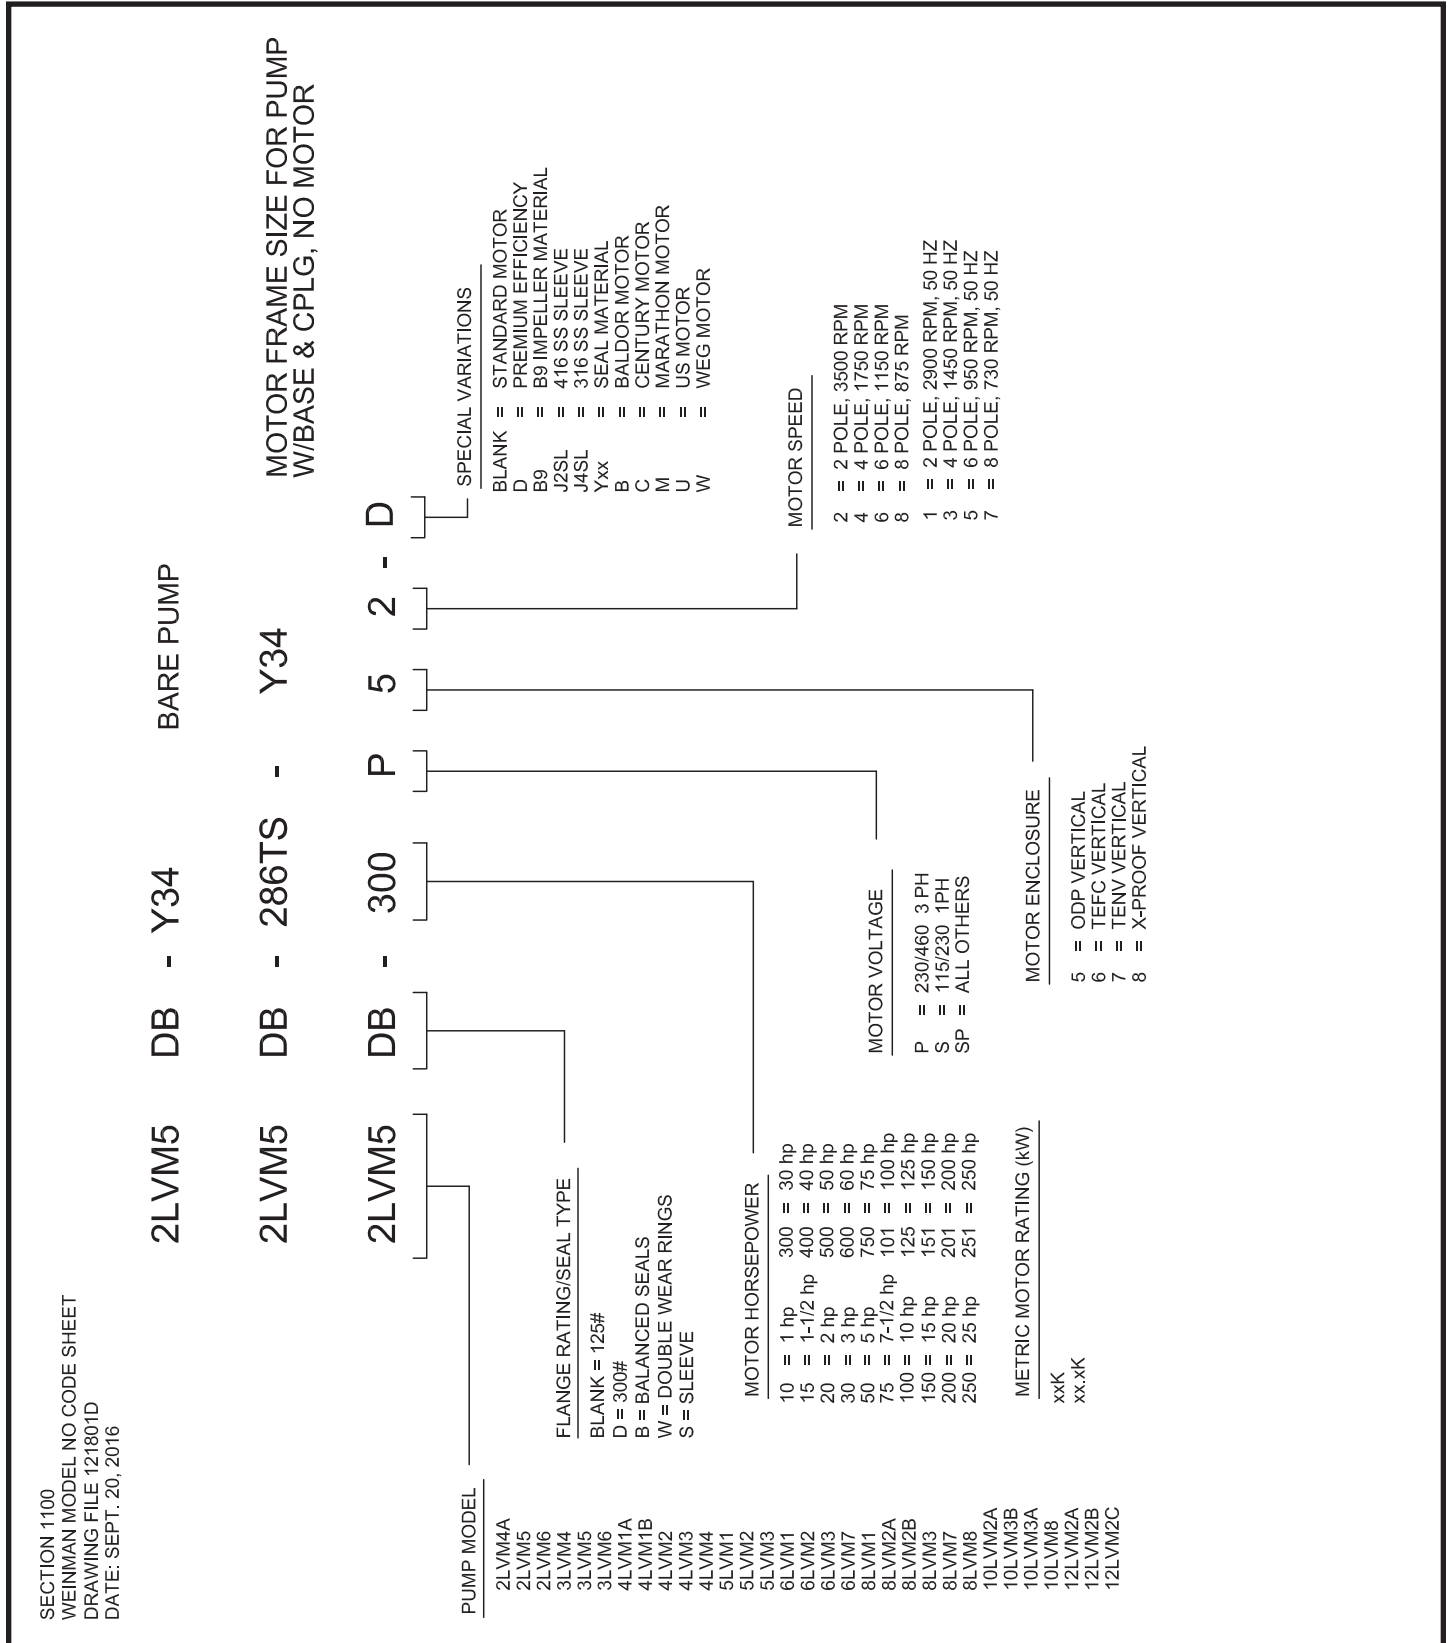 SECTION 1100
WEINMAN MODEL NO CODE SHEET
DRAWING FILE 121801D
DATE: SEPT. 20, 2016
2LVM5 DB - Y34 BARE PUMP
2LVM5 DB - 286TS - Y34 MOTOR FRAME SIZE FOR PUMP
W/BASE & CPLG, NO MOTOR
2LVM5 DB - 300 P 5 2 - D
PUMP MODEL
2LVM4A
2LVM5
2LVM6
3LVM4
3LVM5
3LVM6
4LVM1A
4LVM1B
4LVM2
4LVM3
4LVM4
5LVM1
5LVM2
5LVM3
6LVM1
6LVM2
6LVM3
6LVM7
8LVM1
8LVM2A
8LVM2B
8LVM3
8LVM7
8LVM8
10LVM2A
10LVM3B
10LVM3A
10LVM8
12LVM2A
12LVM2B
12LVM2C
FLANGE RATING/SEAL TYPE
BLANK = 125#
D = 300#
B = BALANCED SEALS
W = DOUBLE WEAR RINGS
S = SLEEVE
MOTOR HORSEPOWER
10 = 1 hp 300 = 30 hp
15 = 1-1/2 hp 400 = 40 hp
20 = 2 hp 500 = 50 hp
30 = 3 hp 600 = 60 hp
50 = 5 hp 750 = 75 hp
75 = 7-1/2 hp 101 = 100 hp
100 = 10 hp 125 = 125 hp
150 = 15 hp 151 = 150 hp
200 = 20 hp 201 = 200 hp
250 = 25 hp 251 = 250 hp
METRIC MOTOR RATING (kW)
xxK
xx.xK
MOTOR VOLTAGE
P = 230/460 3 PH
S = 115/230 1PH
SP = ALL OTHERS
MOTOR ENCLOSURE
5 = ODP VERTICAL
6 = TEFC VERTICAL
7 = TENV VERTICAL
8 = X-PROOF VERTICAL
MOTOR SPEED
2 = 2 POLE, 3500 RPM
4 = 4 POLE, 1750 RPM
6 = 6 POLE, 1150 RPM
8 = 8 POLE, 875 RPM
1 = 2 POLE, 2900 RPM, 50 HZ
3 = 4 POLE, 1450 RPM, 50 HZ
5 = 6 POLE, 950 RPM, 50 HZ
7 = 8 POLE, 730 RPM, 50 HZ
SPECIAL VARIATIONS
BLANK = STANDARD MOTOR
D = PREMIUM EFFICIENCY
B9 = B9 IMPELLER MATERIAL
J2SL = 416 SS SLEEVE
J4SL = 316 SS SLEEVE
Yxx = SEAL MATERIAL
B = BALDOR MOTOR
C = CENTURY MOTOR
M = MARATHON MOTOR
U = US MOTOR
W = WEG MOTOR